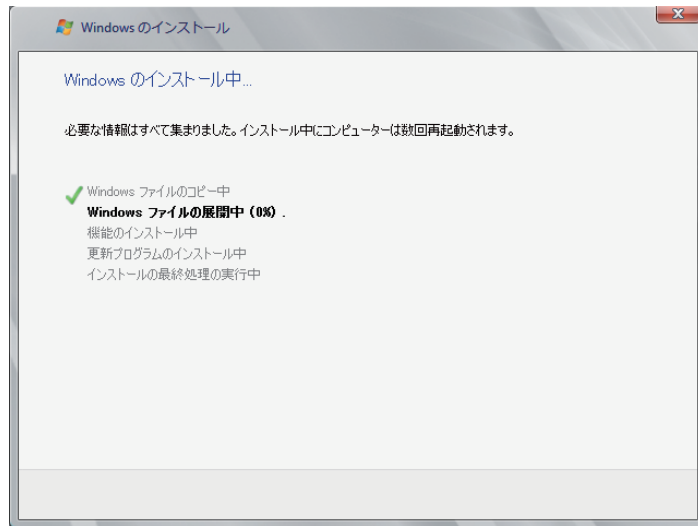 Windows のインストール
X
Windows のインストール中...
必要な情報はすべて集まりました。インストール中にコンピューターは数回再起動されます。
Windows ファイルのコピー中
Windows ファイルの展開中 (0%) .
機能のインストール中
更新プログラムのインストール中
インストールの最終処理の実行中